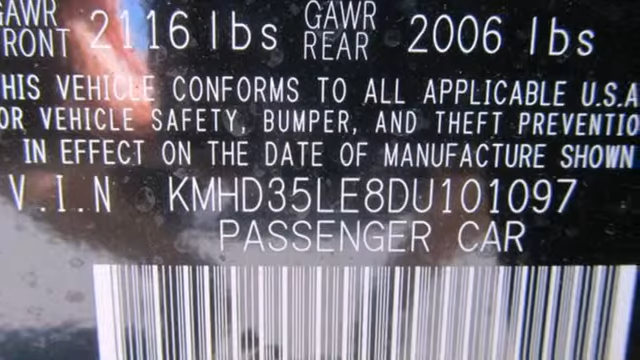 GAWR FRONT 2116 lbs GAWR REAR 2006 lbs
THIS VEHICLE CONFORMS TO ALL APPLICABLE U.S.A
OR VEHICLE SAFETY, BUMPER, AND THEFT PREVENTIO
IN EFFECT ON THE DATE OF MANUFACTURE SHOWN
V.I.N KMHD35LE8DU101097
PASSENGER CAR